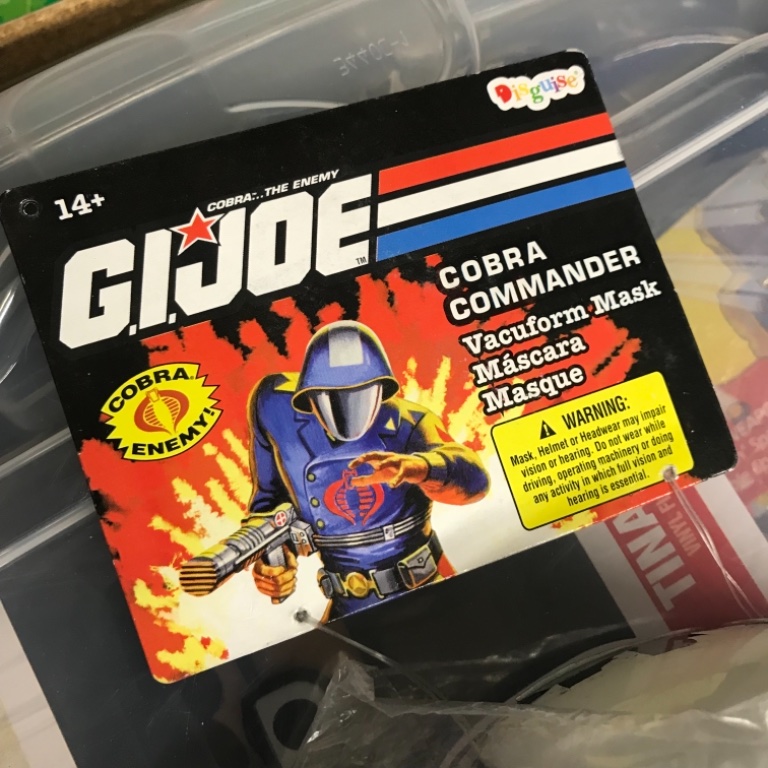 Disguise
14+
COBRA...THE ENEMY
G.I.JOE
TM
COBRA
COMMANDER
Vacuform Mask
Máscara
Masque
COBRA
ENEMY!
WARNING:
Mask, Helmet or Headwear may impair
vision or hearing. Do not wear while
driving, operating machinery or doing
any activity in which full vision and
hearing is essential.
TINA